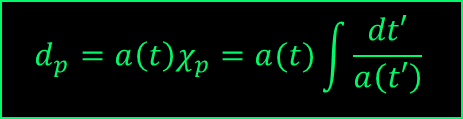 d_p = a(t)χ_p = a(t) ∫ dt′/a(t′)